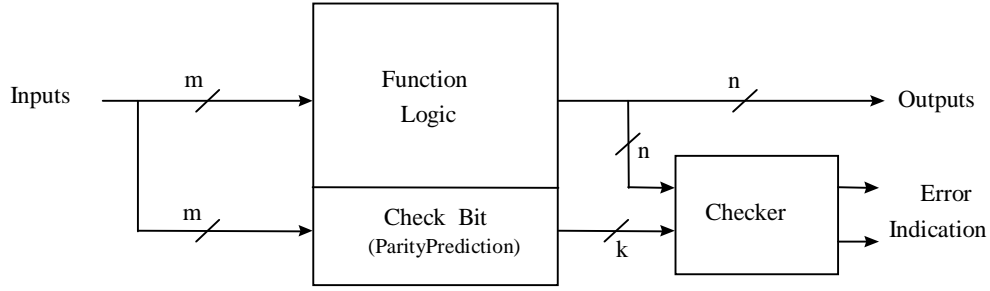 Inputs
m
Function
Logic
n
Outputs
n
m
Check Bit
(ParityPrediction)
k
Checker
Error
Indication